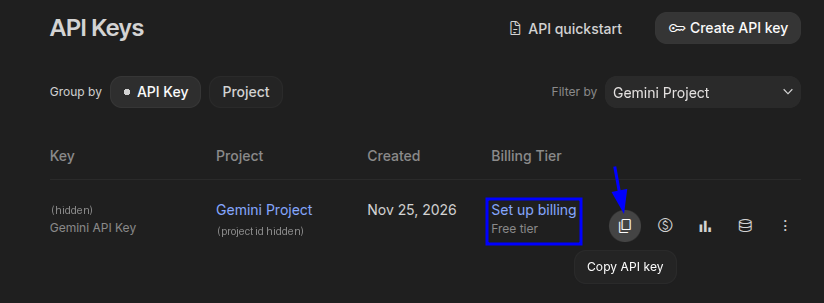 API Keys
API quickstart
Create API key
Group by
API Key
Project
Filter by
Gemini Project
Key
Project
Created
Billing Tier
(hidden)
Gemini API Key
Gemini Project
(project id hidden)
Nov 25, 2026
Set up billing
Free tier
Copy API key